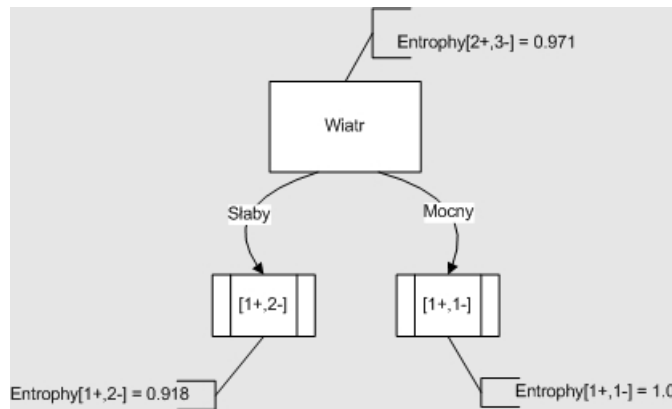 Entrophy[2+,3-] = 0.971
Wiatr
Słaby
Mocny
[1+,2-]
[1+,1-]
Entrophy[1+,2-] = 0.918
Entrophy[1+,1-] = 1.0